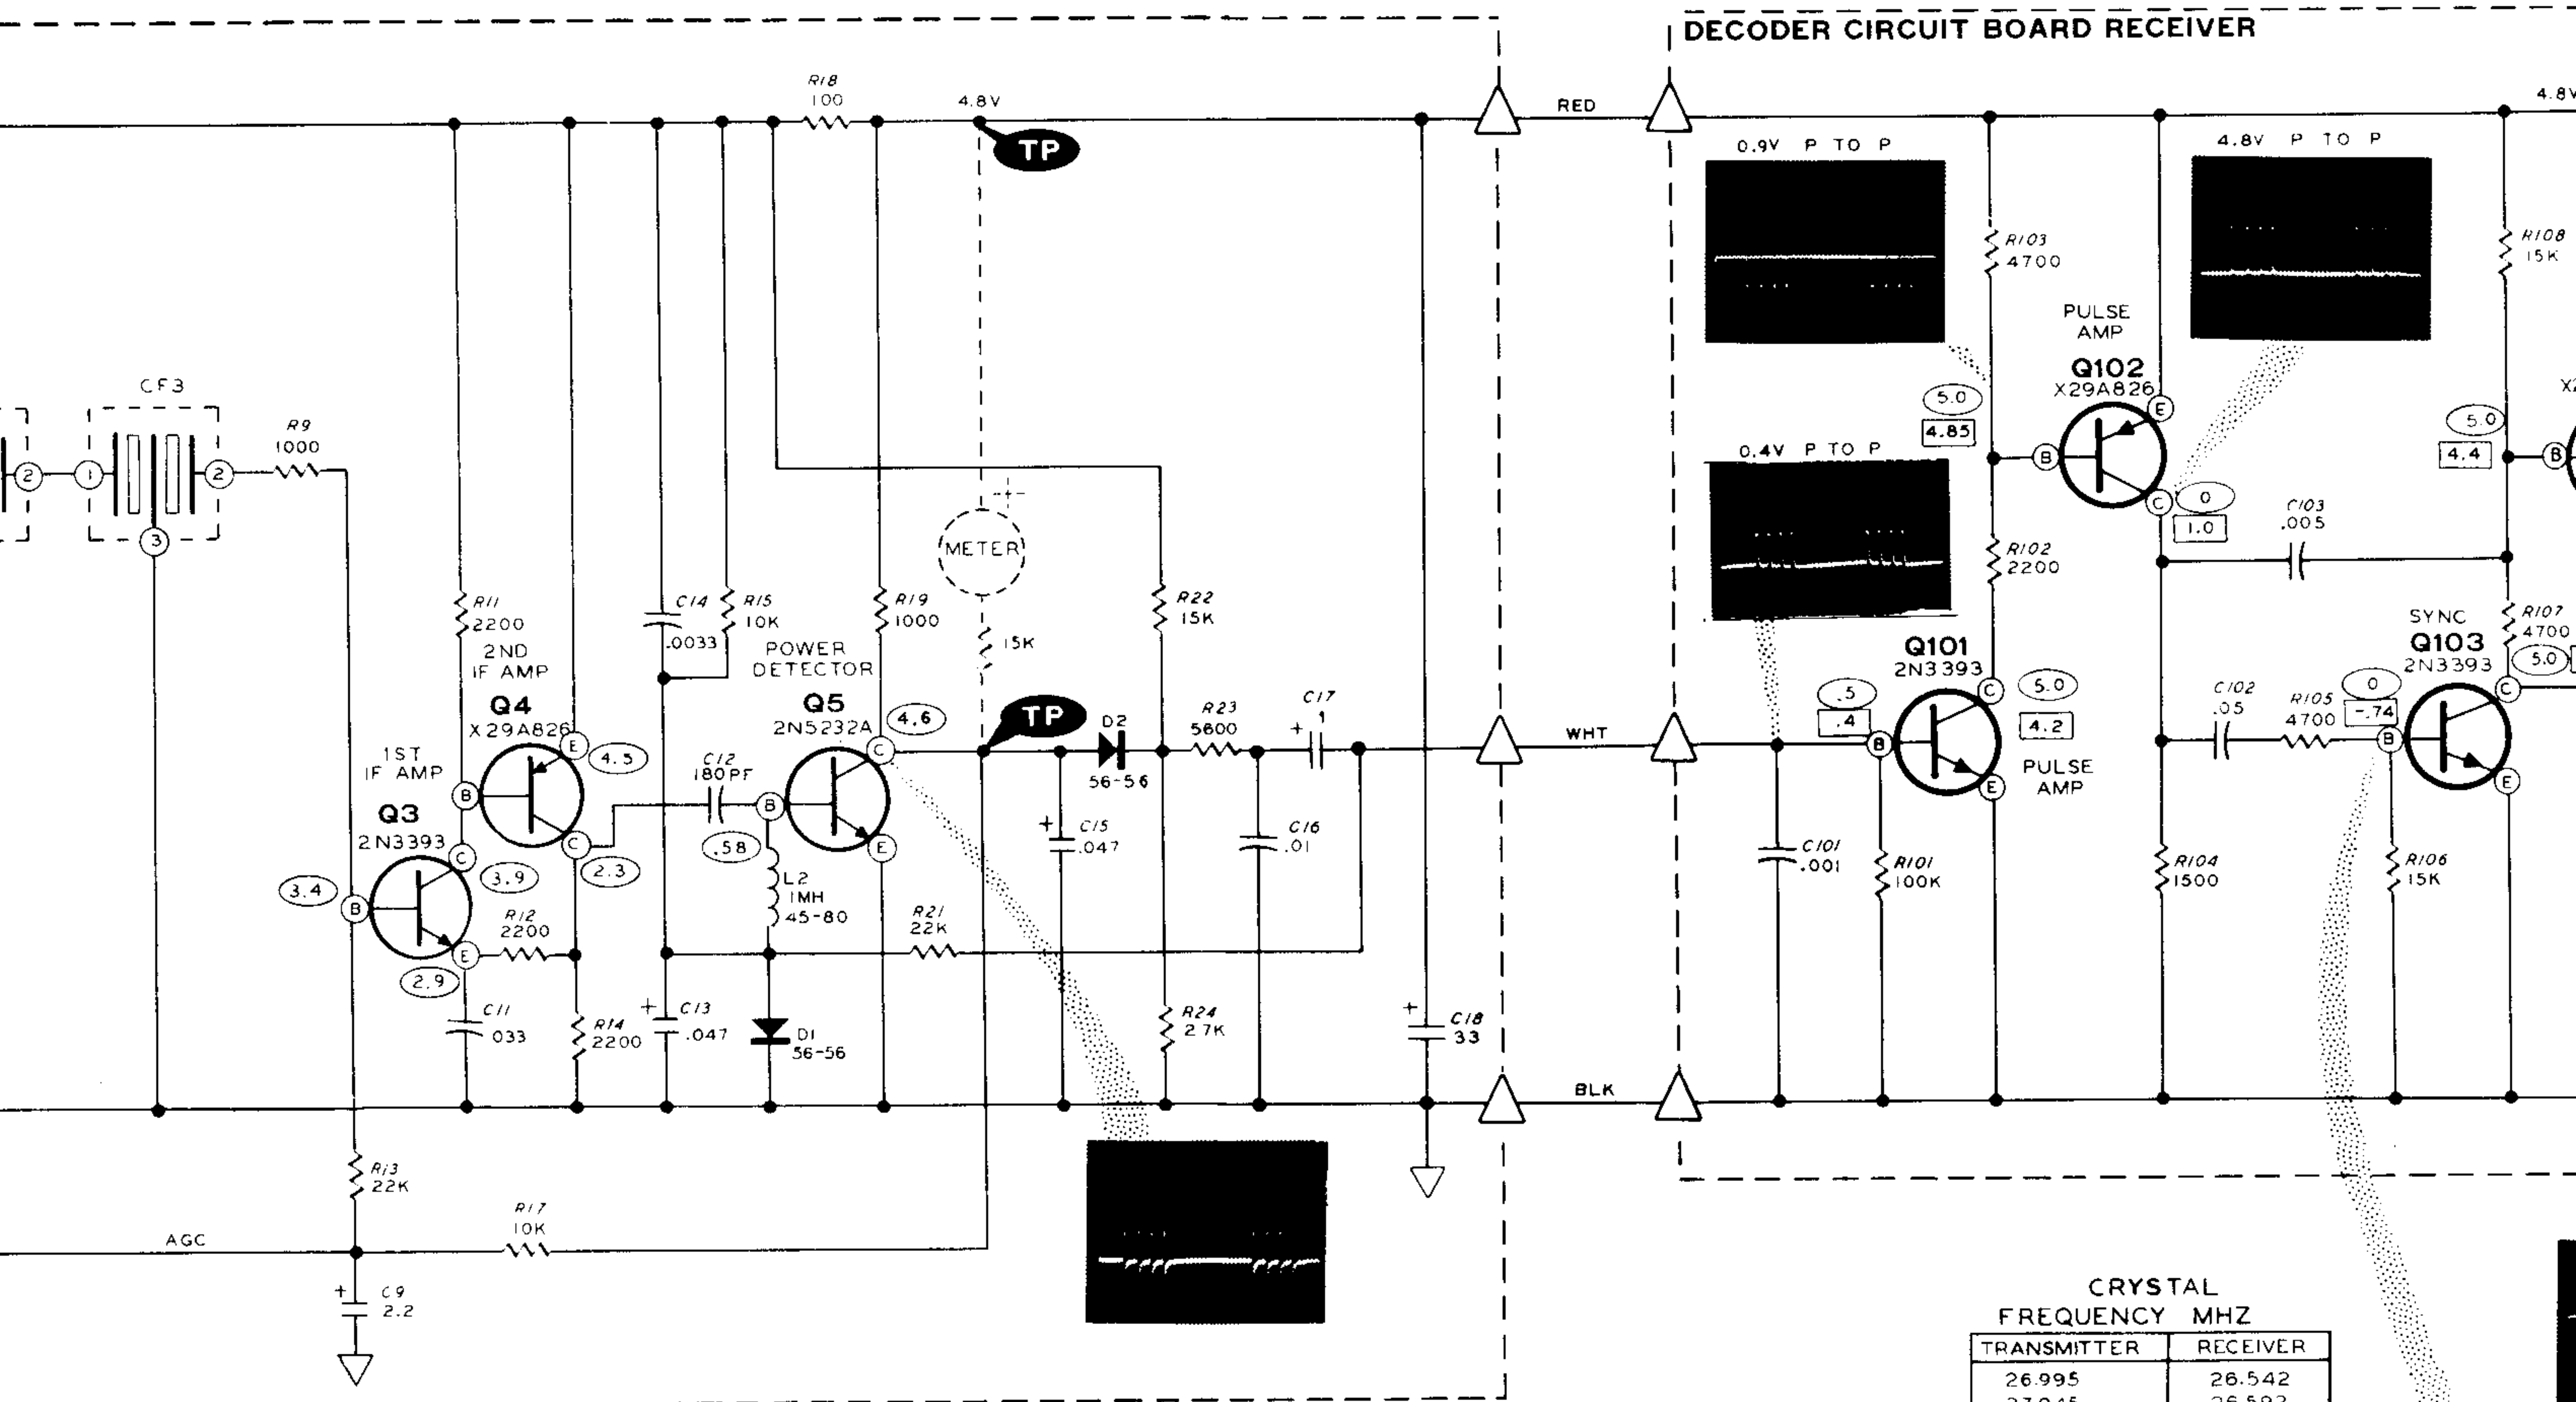 DECODER CIRCUIT BOARD RECEIVER
R18
100
4.8V
TP
RED
0.9V P TO P
4.8V P TO P
4.8V
R103
4700
R108
15K
PULSE
AMP
Q102
X29A826
E
B
C
5.0
4.85
0
1.0
5.0
4.4
B
CF3
2
1
2
3
R9
1000
0.4V P TO P
C103
.005
R102
2200
METER
+
15K
R11
2200
C14
.0033
R15
10K
R19
1000
R22
15K
R107
4700
5.0
2ND
IF AMP
Q4
X29A826
E
B
C
4.5
2.3
POWER
DETECTOR
Q5
2N5232A
C
B
E
4.6
.58
TP
D2
56-56
R23
5600
C17
1
+
WHT
Q101
2N3393
C
B
E
.5
.4
5.0
4.2
PULSE
AMP
SYNC
Q103
2N3393
C
B
E
0
-.74
C102
.05
R105
4700
1ST
IF AMP
Q3
2N3393
C
B
E
3.4
3.9
2.9
C12
180PF
+
C15
.047
C16
.01
C101
.001
R101
100K
R104
1500
R106
15K
L2
1MH
45-80
R12
2200
R21
22K
C11
033
R14
2200
+
C13
.047
D1
56-56
R24
2.7K
+
C18
33
BLK
R13
22K
R17
10K
AGC
+
C9
2.2
CRYSTAL
FREQUENCY MHZ
TRANSMITTER RECEIVER
26.995 26.542